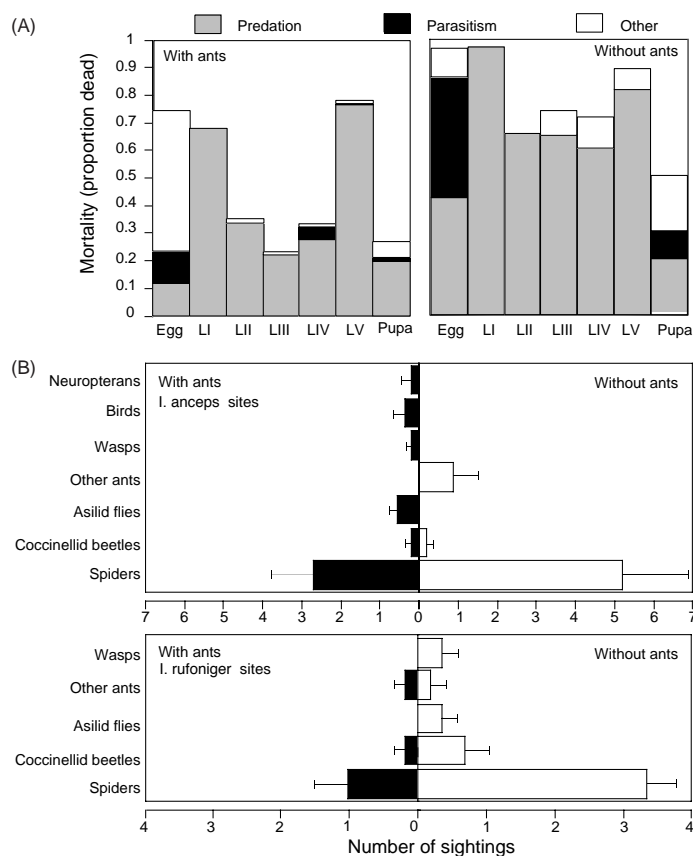 (A)
Predation Parasitism Other
With ants Without ants
Mortality (proportion dead)
1
0.9
0.8
0.7
0.6
0.5
0.4
0.3
0.2
0.1
0
Egg LI LII LIII LIV LV Pupa Egg LI LII LIII LIV LV Pupa
(B)
With ants Without ants
I. anceps sites
Neuropterans
Birds
Wasps
Other ants
Asilid flies
Coccinellid beetles
Spiders
7 6 5 4 3 2 1 0 1 2 3 4 5 6 7
With ants Without ants
I. rufoniger sites
Wasps
Other ants
Asilid flies
Coccinellid beetles
Spiders
4 3 2 1 0 1 2 3 4
Number of sightings